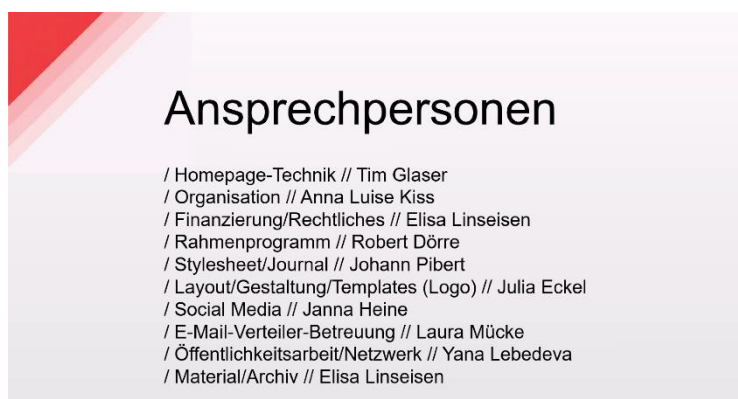 Ansprechpersonen
/ Homepage-Technik // Tim Glaser
/ Organisation // Anna Luise Kiss
/ Finanzierung/Rechtliches // Elisa Linseisen
/ Rahmenprogramm // Robert Dörre
/ Stylesheet/Journal // Johann Pibert
/ Layout/Gestaltung/Templates (Logo) // Julia Eckel
/ Social Media // Janna Heine
/ E-Mail-Verteiler-Betreuung // Laura Mücke
/ Öffentlichkeitsarbeit/Netzwerk // Yana Lebedeva
/ Material/Archiv // Elisa Linseisen